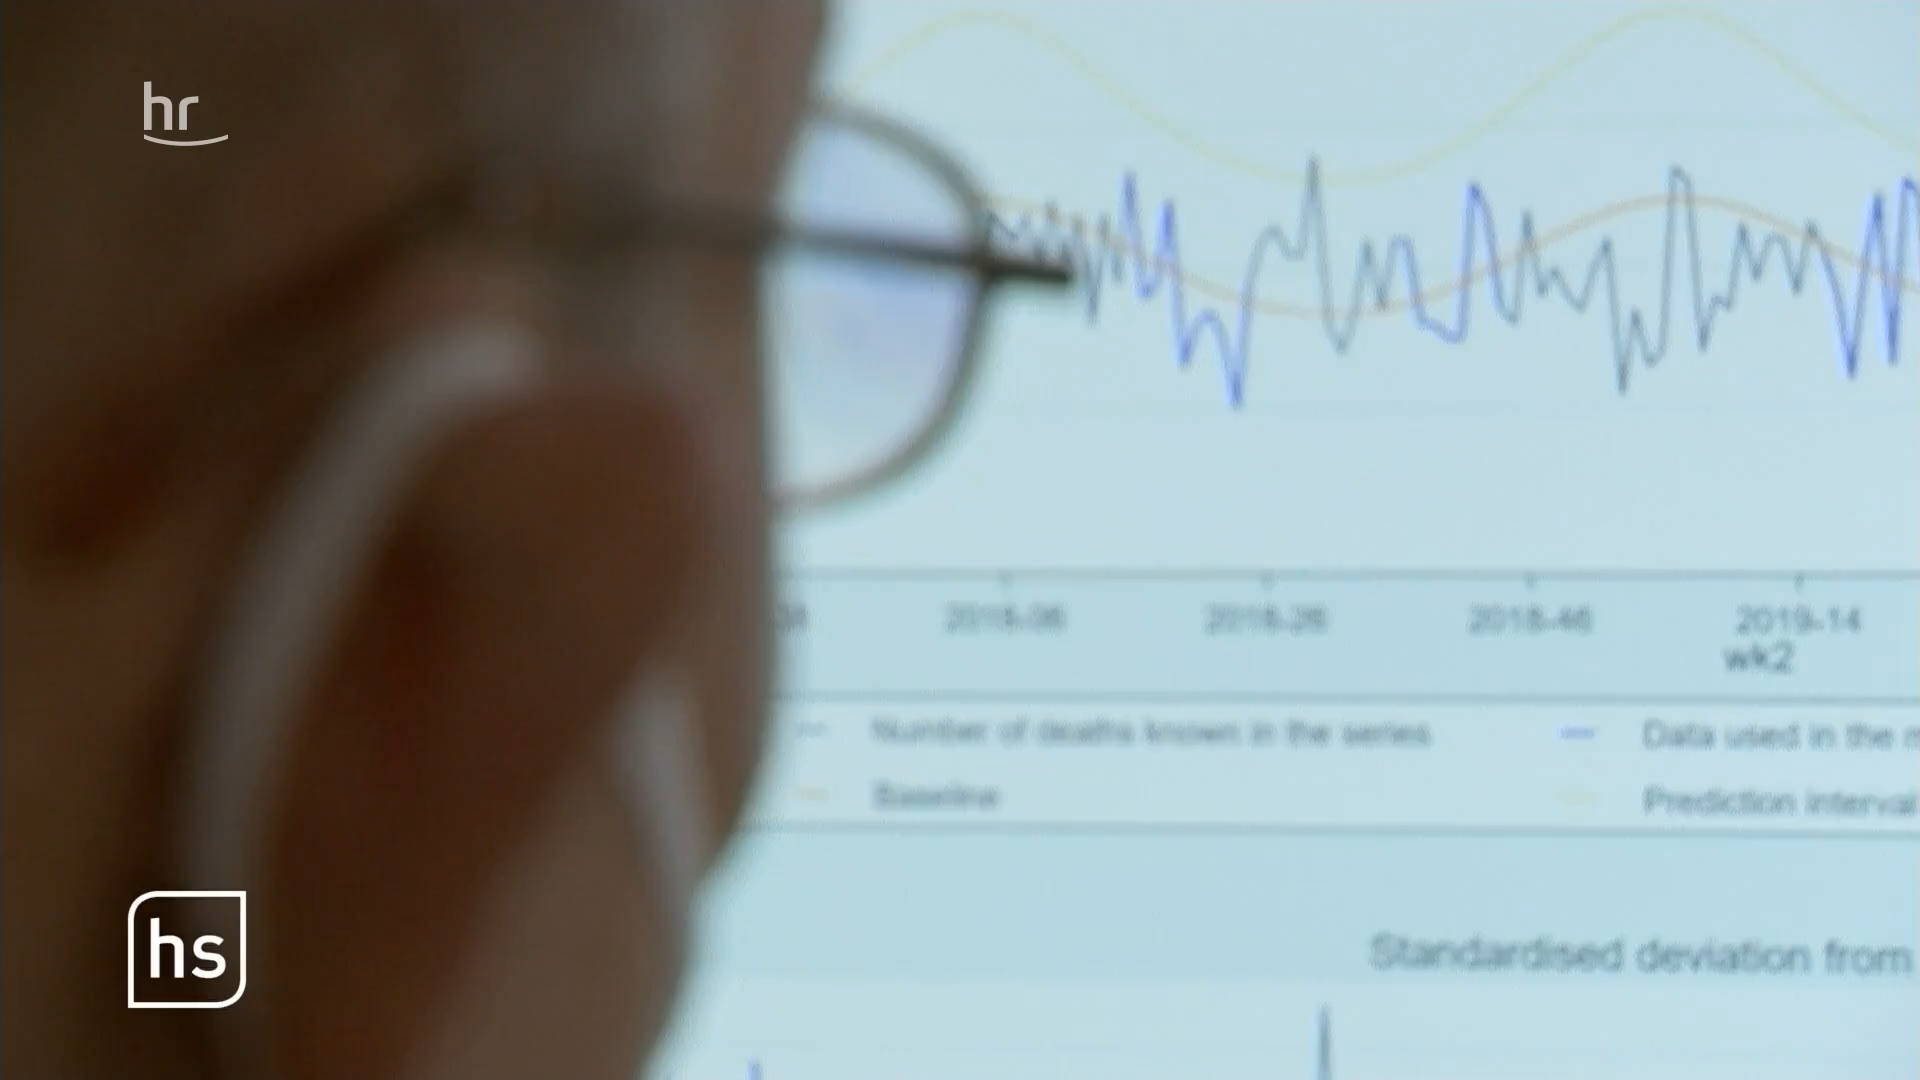 hr
2018-06 2018-26 2018-46 2019-14
wk2
Number of deaths known in the series Data used in the
Baseline Prediction interval
Standardised deviation from
hs